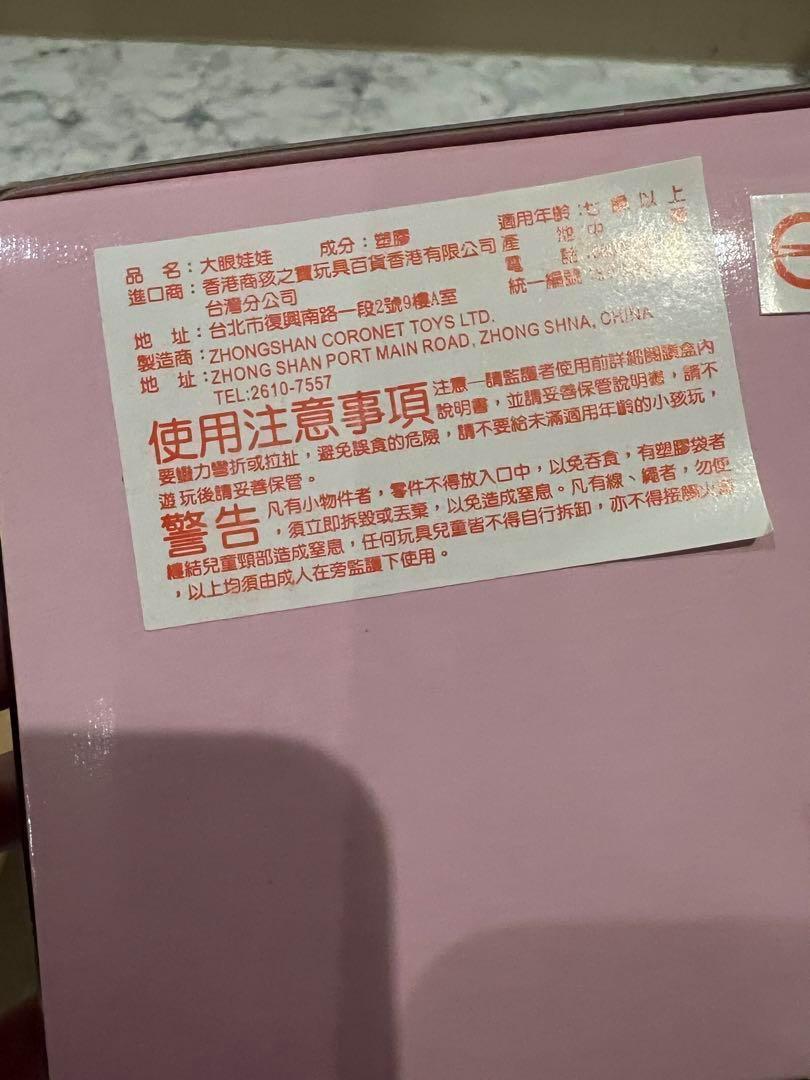 品 名：大眼娃娃 成分：塑膠 適用年齡：七歲以上
進口商：香港商孩之寶玩具百貨香港有限公司 產 地：中
台灣分公司 電 話
地 址：台北市復興南路一段2號9樓A室 統一編號
製造商：ZHONGSHAN CORONET TOYS LTD.
地 址：ZHONG SHAN PORT MAIN ROAD, ZHONG SHNA, CHINA
TEL:2610-7557
使用注意事項 注意—請監護者使用前詳細閱讀盒內
說明書，並請妥善保管說明書，請不
要蠻力彎折或拉扯，避免誤食的危險，請不要給未滿適用年齡的小孩玩，
遊玩後請妥善保管。
警告 凡有小物件者，零件不得放入口中，以免吞食，有塑膠袋者
，須立即拆毀或丟棄，以免造成窒息。凡有線、繩者，勿使
纏結兒童頸部造成窒息，任何玩具兒童皆不得自行拆卸，亦不得接觸火
，以上均須由成人在旁監護下使用。